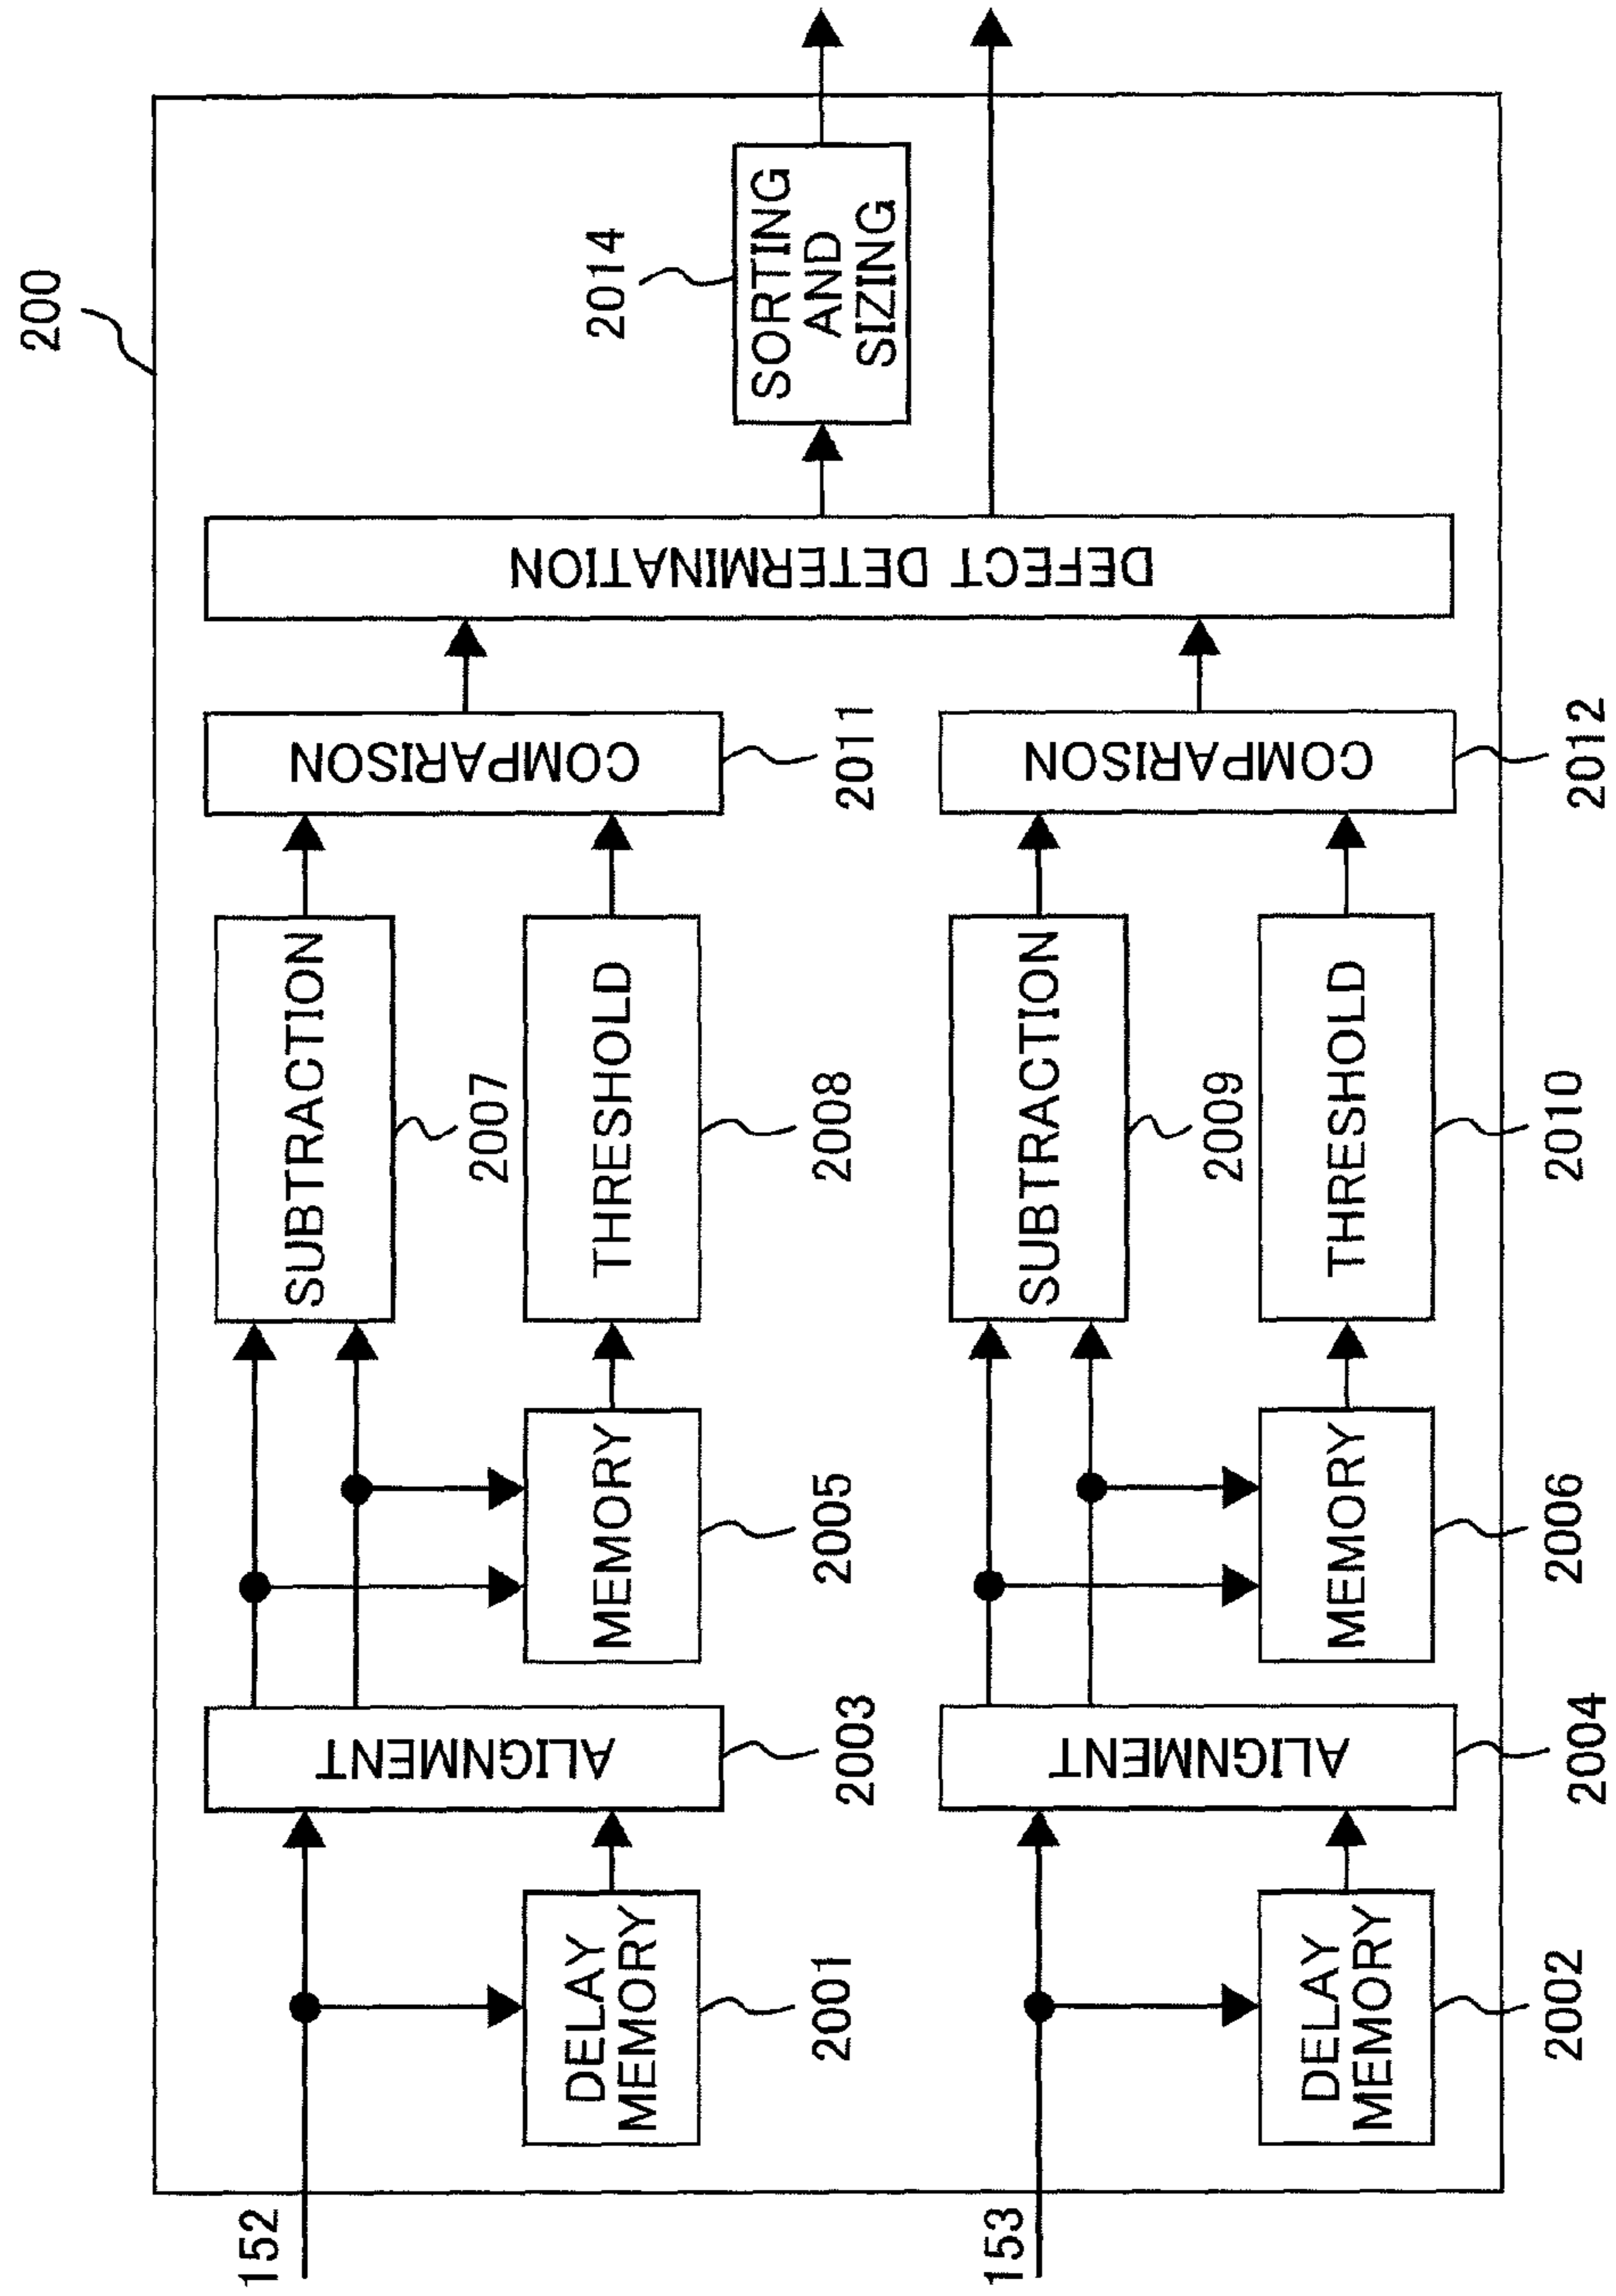 200
152
DELAY
MEMORY
2001
ALIGNMENT
2003
MEMORY
2005
SUBTRACTION
2007
THRESHOLD
2008
COMPARISON
2011
153
DELAY
MEMORY
2002
ALIGNMENT
2004
MEMORY
2006
SUBTRACTION
2009
THRESHOLD
2010
COMPARISON
2012
DEFECT DETERMINATION
SORTING
AND
SIZING
2014